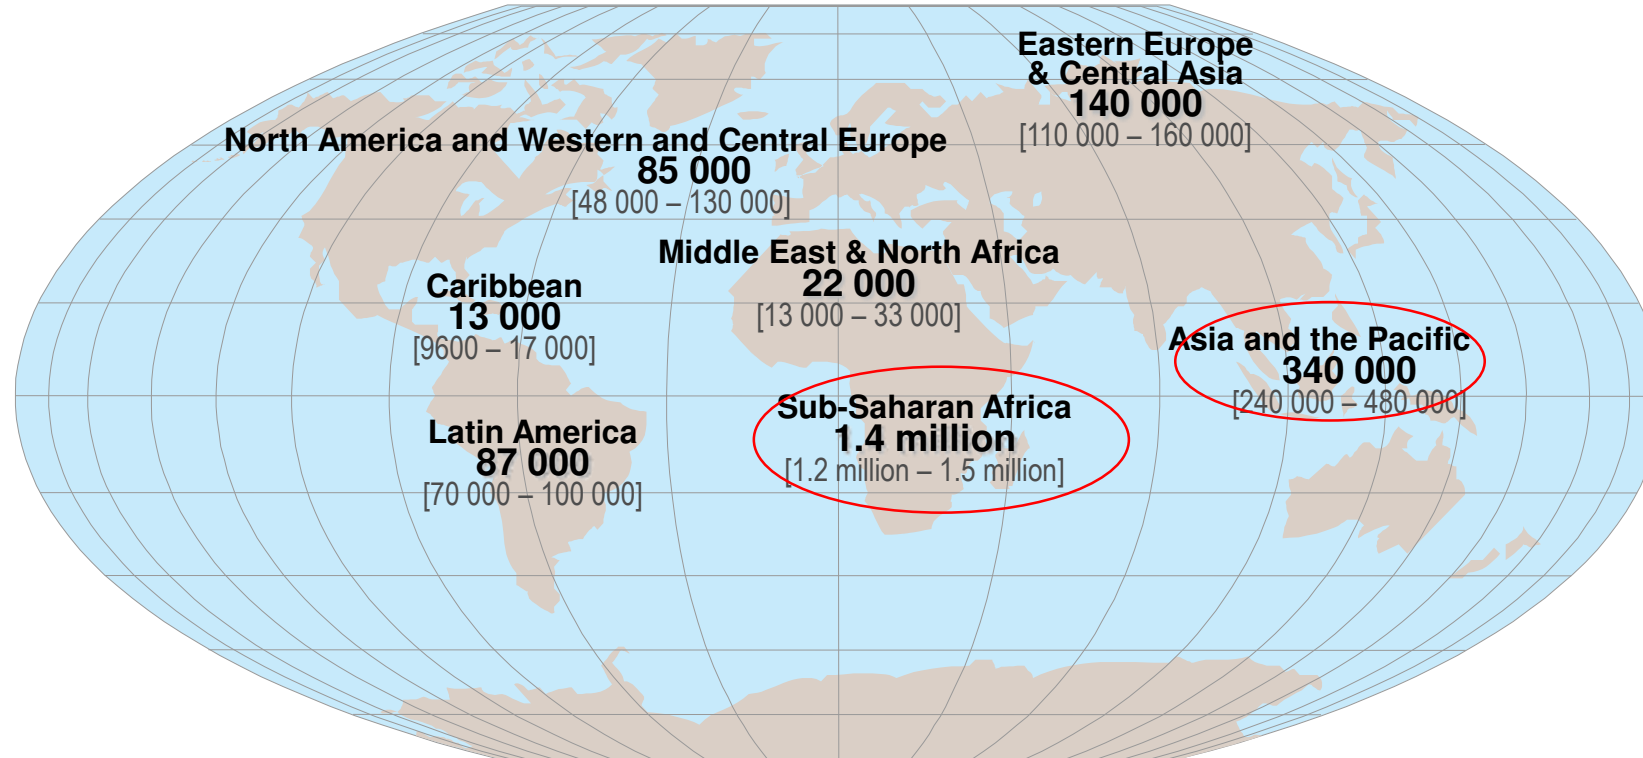 Eastern Europe
& Central Asia
140 000
[110 000 – 160 000]
North America and Western and Central Europe
85 000
[48 000 – 130 000]
Middle East & North Africa
22 000
[13 000 – 33 000]
Caribbean
13 000
[9600 – 17 000]
Asia and the Pacific
340 000
[240 000 – 480 000]
Sub-Saharan Africa
1.4 million
[1.2 million – 1.5 million]
Latin America
87 000
[70 000 – 100 000]